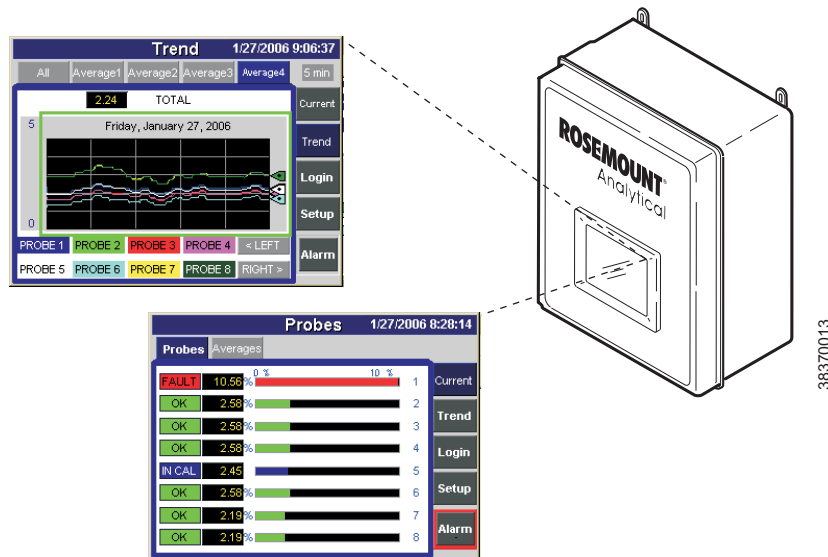 Trend 1/27/2006 9:06:37
All Average1 Average2 Average3 Average4 5 min
2.24 TOTAL
Current
5 Friday, January 27, 2006
Trend
Login
Setup
0
PROBE 1 PROBE 2 PROBE 3 PROBE 4 < LEFT
Alarm
PROBE 5 PROBE 6 PROBE 7 PROBE 8 RIGHT >
ROSEMOUNT®
Analytical
Probes 1/27/2006 8:28:14
Probes Averages
0 % 10 %
FAULT 10.56 % 1
Current
OK 2.58 % 2
Trend
OK 2.58 % 3
OK 2.58 % 4
Login
IN CAL 2.45 5
OK 2.58 % 6
Setup
OK 2.19 % 7
Alarm
OK 2.19 % 8
38370013